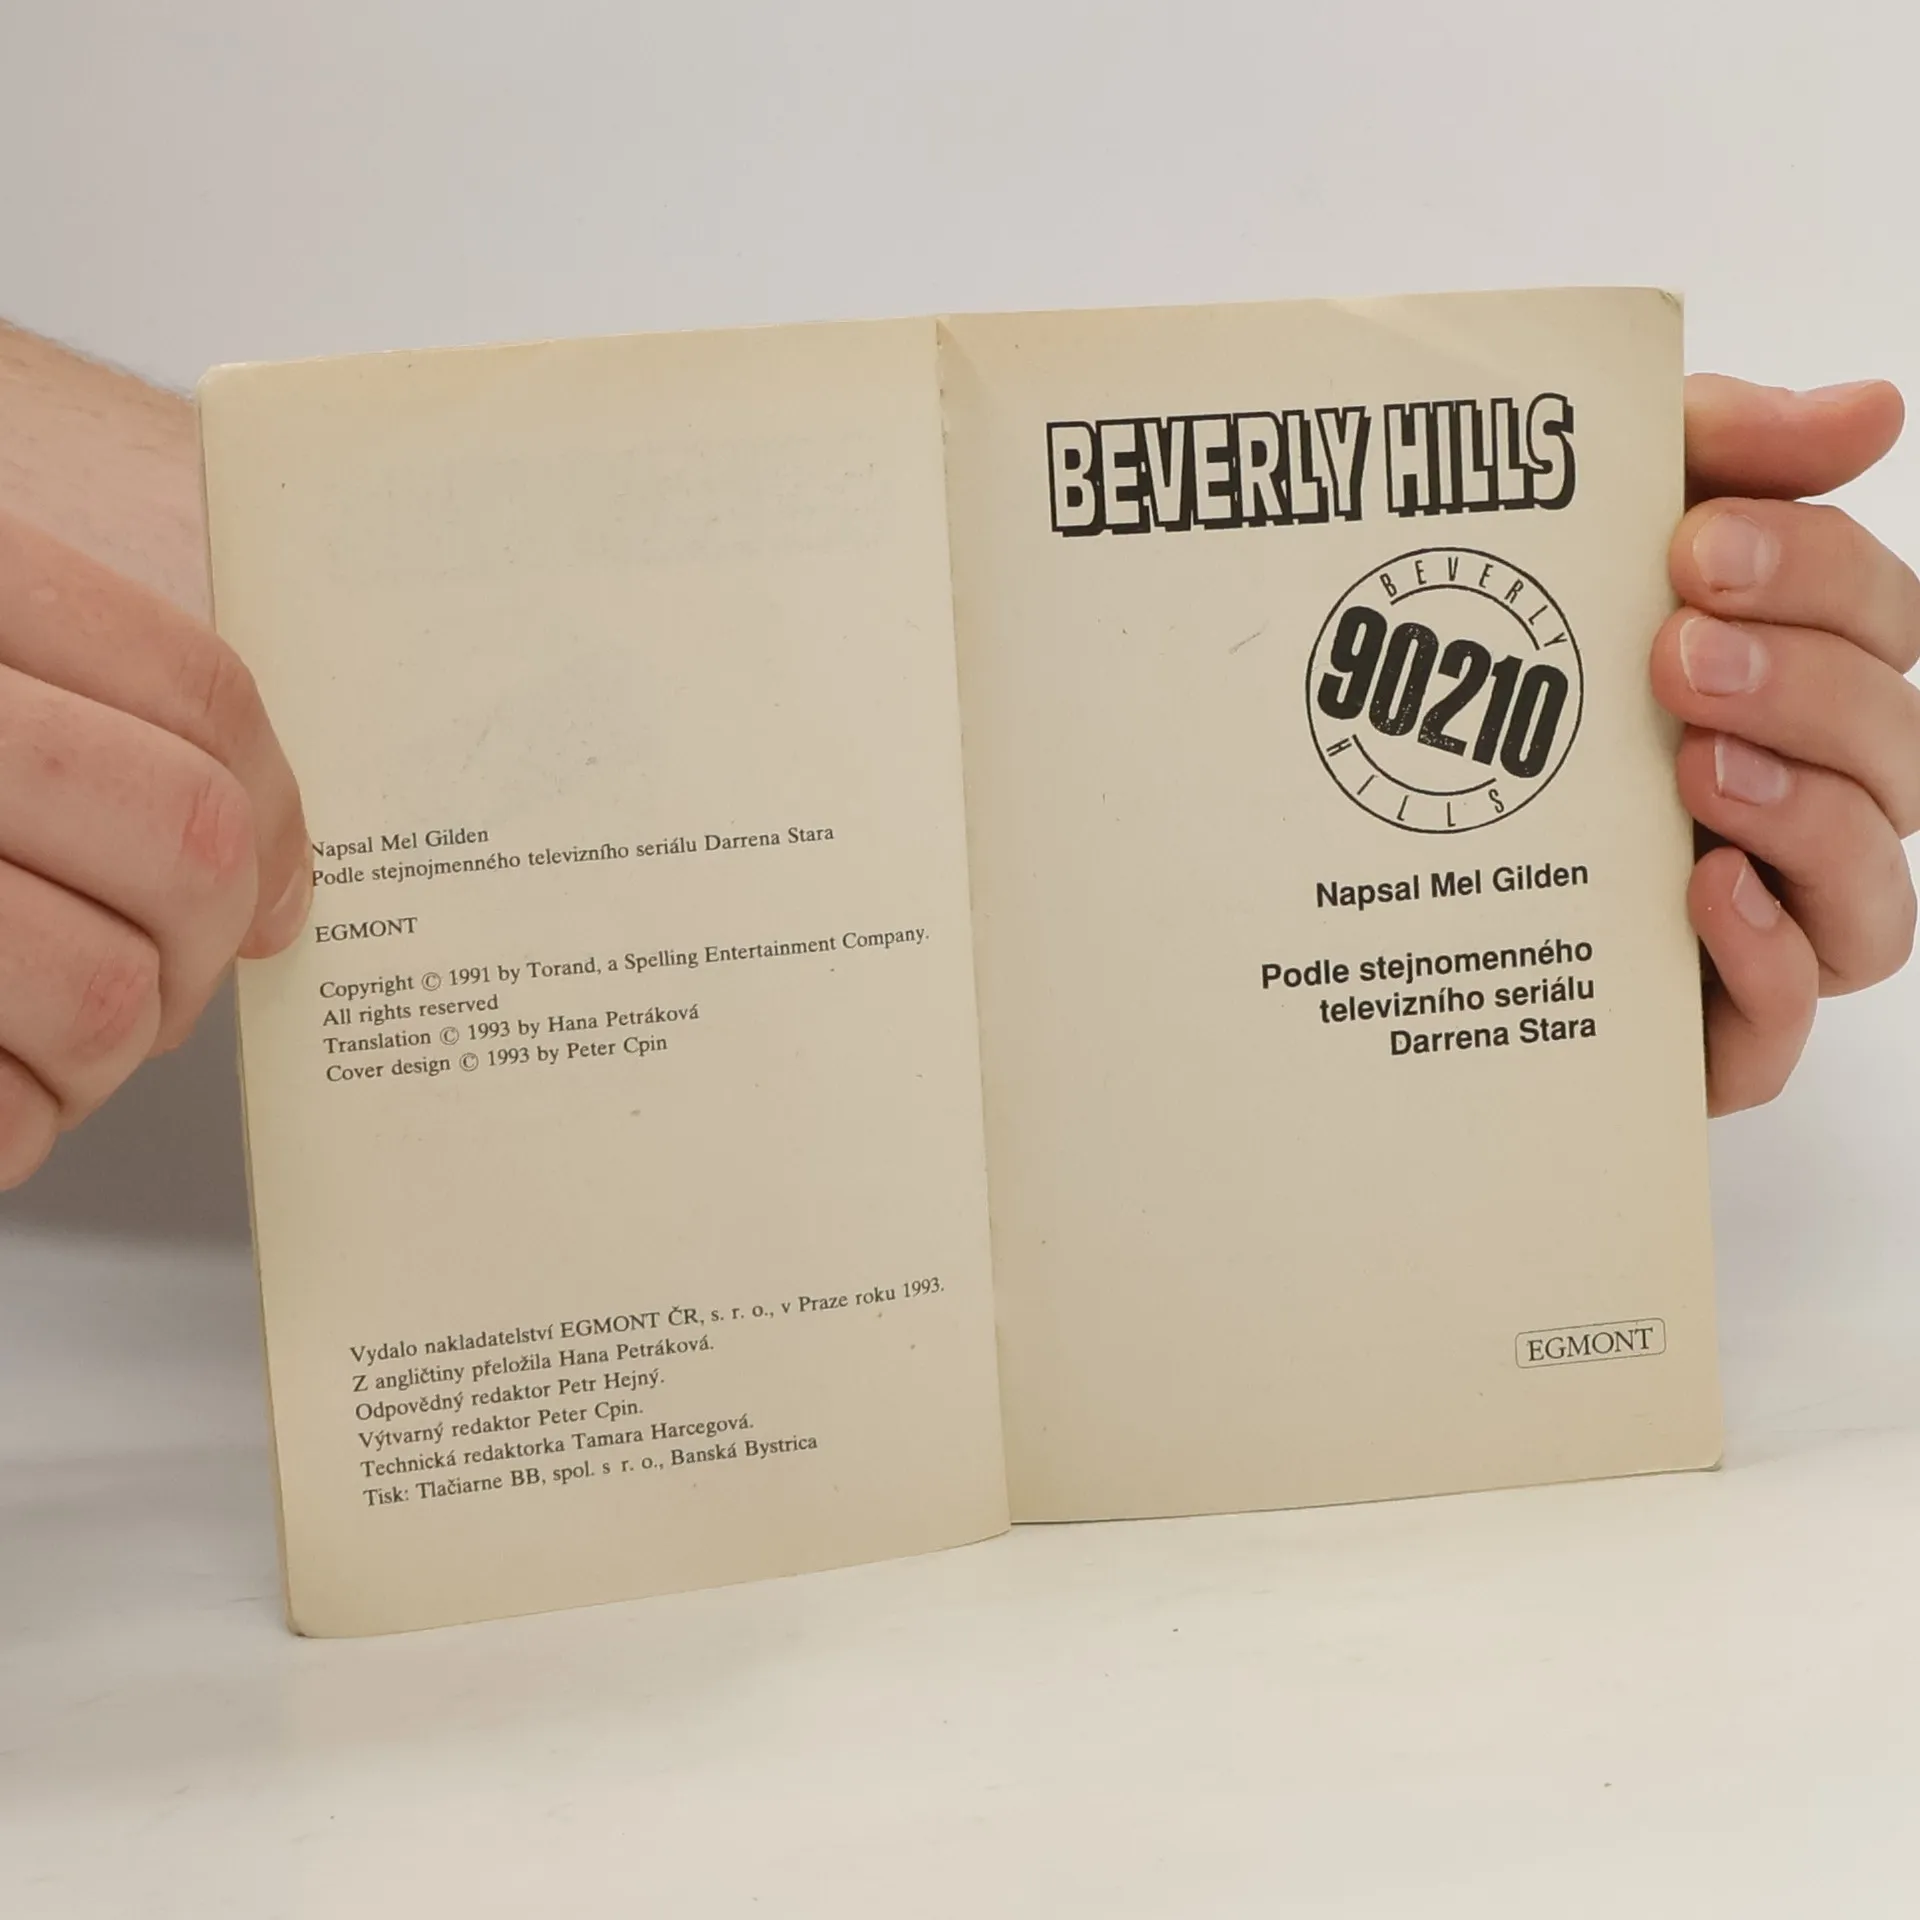 Napsal Mel Gilden
Podle stejnojmenného televizního seriálu Darrena Stara
EGMONT
Copyright © 1991 by Torand, a Spelling Entertainment Company.
All rights reserved
Translation © 1993 by Hana Petráková
Cover design © 1993 by Peter Cpin
Vydalo nakladatelství EGMONT ČR, s. r. o., v Praze roku 1993.
Z angličtiny přeložila Hana Petráková.
Odpovědný redaktor Petr Hejný.
Výtvarný redaktor Peter Cpin.
Technická redaktorka Tamara Harcegová.
Tisk: Tlačiarne BB, spol. s r. o., Banská Bystrica
BEVERLY HILLS
BEVERLY
90210
HILLS
Napsal Mel Gilden
Podle stejnomenného
televizního seriálu
Darrena Stara
EGMONT